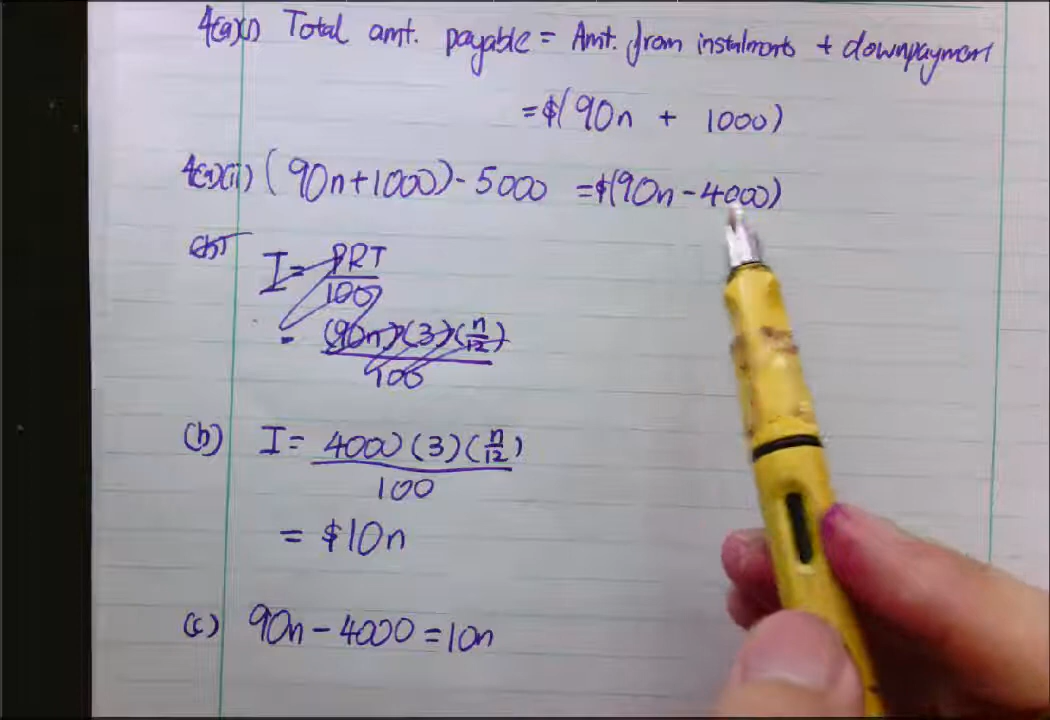 4(a)(i) Total amt. payable = Amt. from instalments + downpayment
= $(90n + 1000)
4(a)(ii) (90n+1000) - 5000 = $(90n - 4000)
(b) I = PRT/100
= (90n)(3)(n/12)/100
(b) I = 4000(3)(n/12)/100
= $10n
(c) 90n - 4000 = 10n